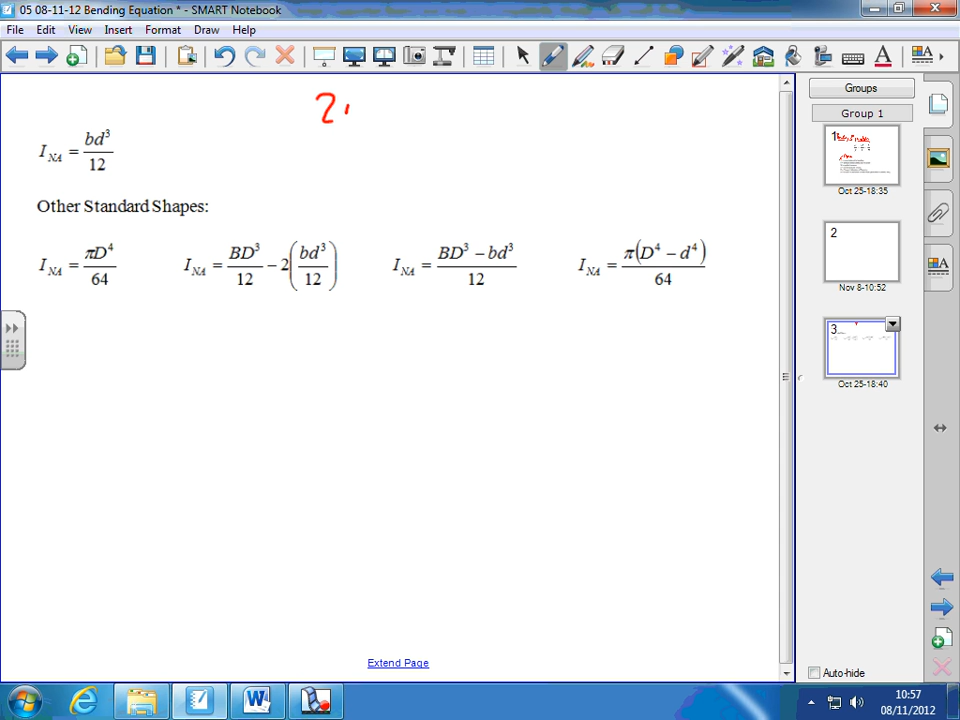 05 08-11-12 Bending Equation * - SMART Notebook
File Edit View Insert Format Draw Help
2
I_NA = bd³/12
Other Standard Shapes:
I_NA = πD⁴/64 I_NA = BD³/12 − 2(bd³/12) I_NA = BD³ − bd³/12 I_NA = π(D⁴ − d⁴)/64
Extend Page
Groups
Group 1
1
Oct 25-18:35
2
Nov 8-10:52
3
Oct 25-18:40
Auto-hide
10:57
08/11/2012